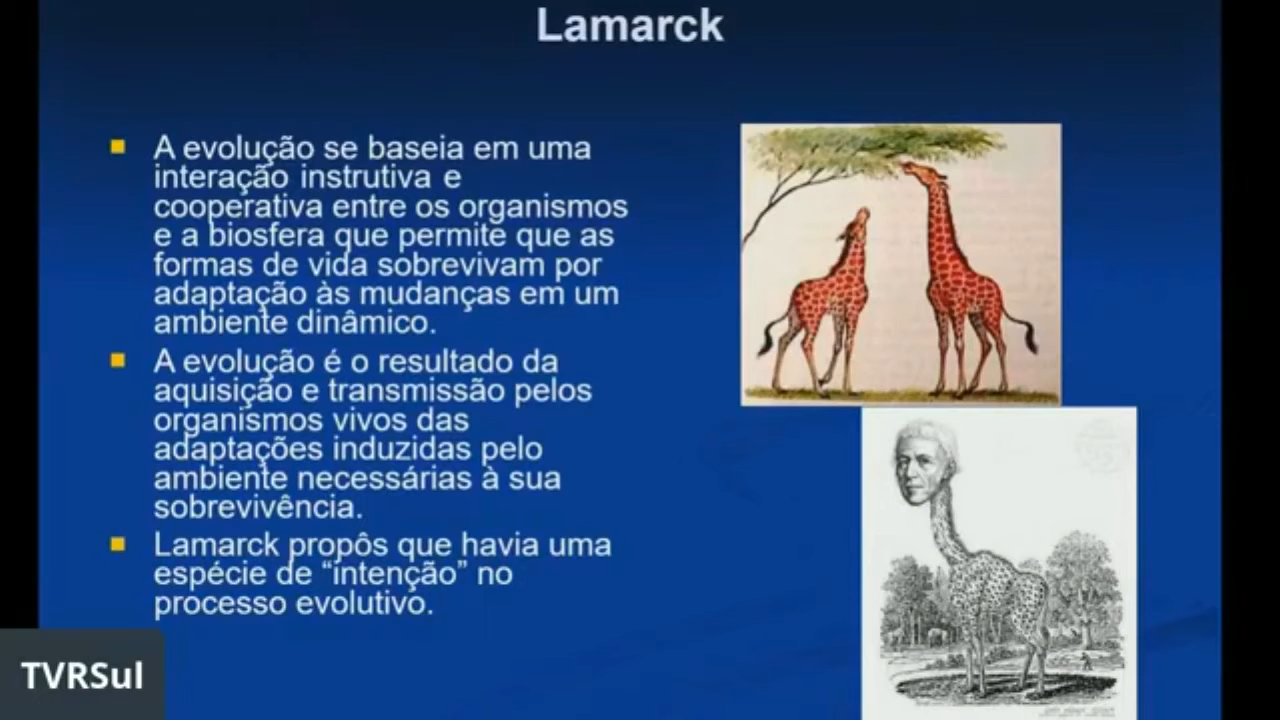 Lamarck
A evolução se baseia em uma
interação instrutiva e
cooperativa entre os organismos
e a biosfera que permite que as
formas de vida sobrevivam por
adaptação às mudanças em um
ambiente dinâmico.
A evolução é o resultado da
aquisição e transmissão pelos
organismos vivos das
adaptações induzidas pelo
ambiente necessárias à sua
sobrevivência.
Lamarck propôs que havia uma
espécie de “intenção” no
processo evolutivo.
TVRSul